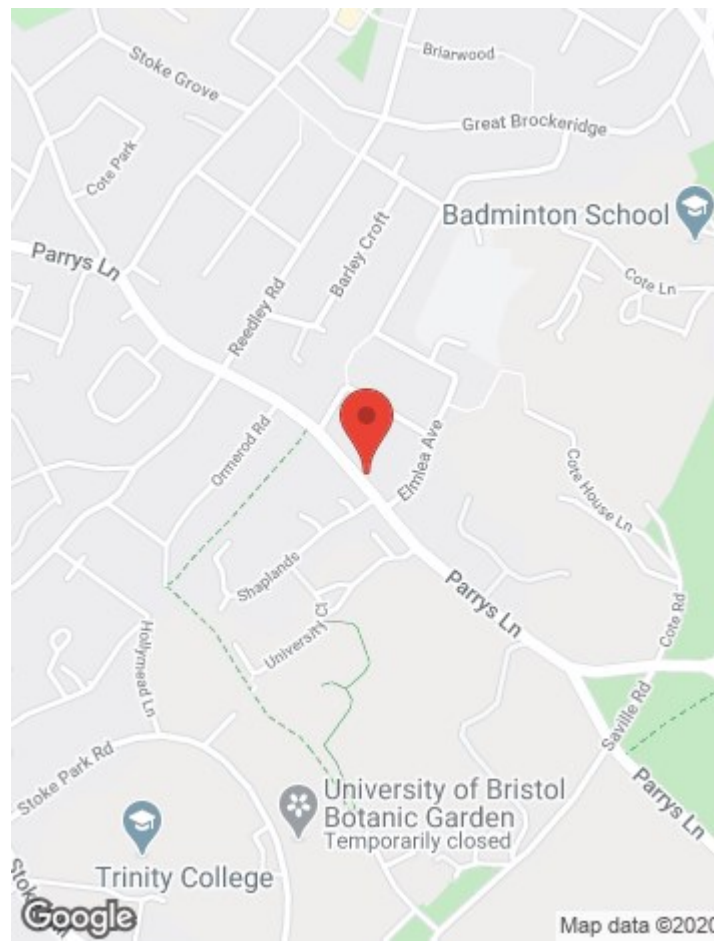 Briarwood
Stoke Grove
Great Brockeridge
Cote Park
Badminton School
Barley Croft
Parrys Ln
Cote Ln
Reedley Rd
Ormerod Rd
Elmlea Ave
Cote House Ln
Shaplands
Parrys Ln
University Cl
Cote Rd
Hollymead Ln
Saville Rd
Stoke Park Rd
University of Bristol
Botanic Garden
Temporarily closed
Parrys Ln
Trinity College
Google
Map data ©2020